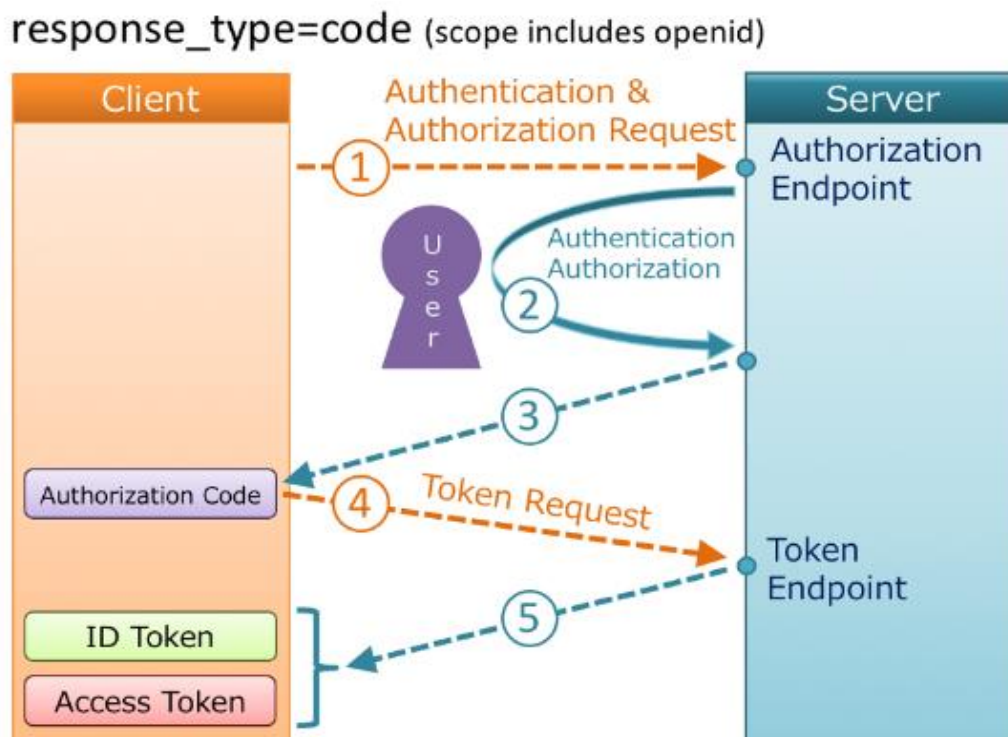 response_type=code (scope includes openid)
Client
Authentication &
Authorization Request
Server
1
Authorization
Endpoint
User
Authentication
Authorization
2
3
Authorization Code
4
Token Request
Token
Endpoint
5
ID Token
Access Token